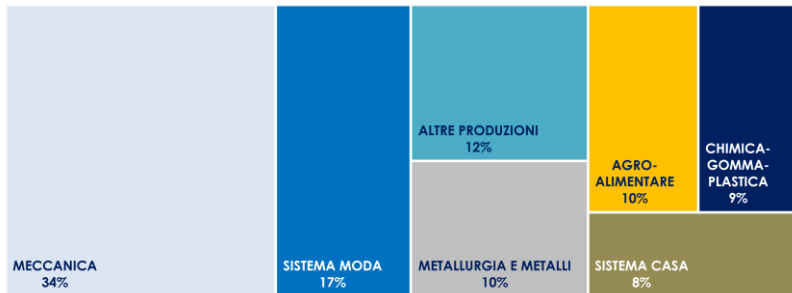 MECCANICA
34%
SISTEMA MODA
17%
ALTRE PRODUZIONI
12%
METALLURGIA E METALLI
10%
AGRO-
ALIMENTARE
10%
CHIMICA-
GOMMA-
PLASTICA
9%
SISTEMA CASA
8%